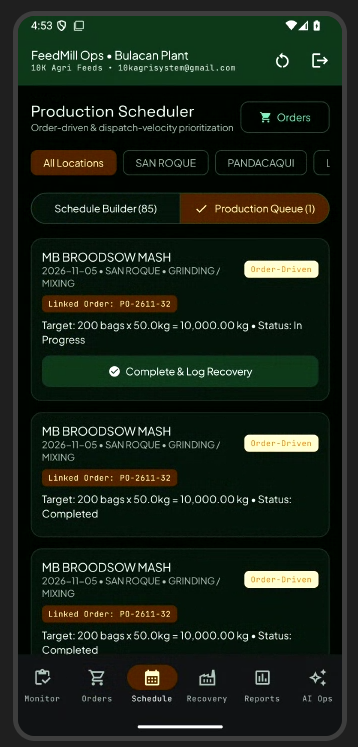 4:53
FeedMill Ops • Bulacan Plant
10K Agri Feeds • 10kagrisystem@gmail.com
Production Scheduler
Order-driven & dispatch-velocity prioritization
Orders
All Locations
SAN ROQUE
PANDACAQUI
L
Schedule Builder (85)
Production Queue (1)
MB BROODSOW MASH
2026-11-05 • SAN ROQUE • GRINDING /
MIXING
Order-Driven
Linked Order: PO-2611-32
Target: 200 bags x 50.0kg = 10,000.00 kg • Status: In
Progress
Complete & Log Recovery
MB BROODSOW MASH
2026-11-05 • SAN ROQUE • GRINDING /
MIXING
Order-Driven
Linked Order: PO-2611-32
Target: 200 bags x 50.0kg = 10,000.00 kg • Status:
Completed
MB BROODSOW MASH
2026-11-05 • SAN ROQUE • GRINDING /
MIXING
Order-Driven
Linked Order: PO-2611-32
Target: 200 bags x 50.0kg = 10,000.00 kg • Status:
Completed
Monitor
Orders
Schedule
Recovery
Reports
AI Ops